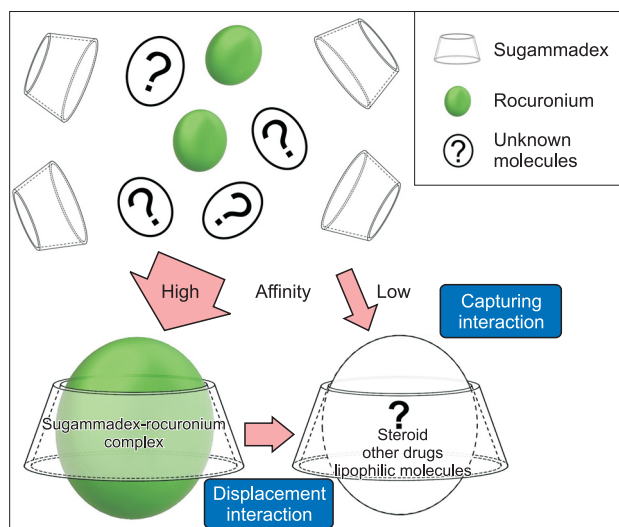 Sugammadex
Rocuronium
?
Unknown
molecules
?
?
?
?
High
Affinity
Low
Capturing
interaction
Sugammadex-rocuronium
complex
?
Steroid
other drugs
lipophilic molecules
Displacement
interaction